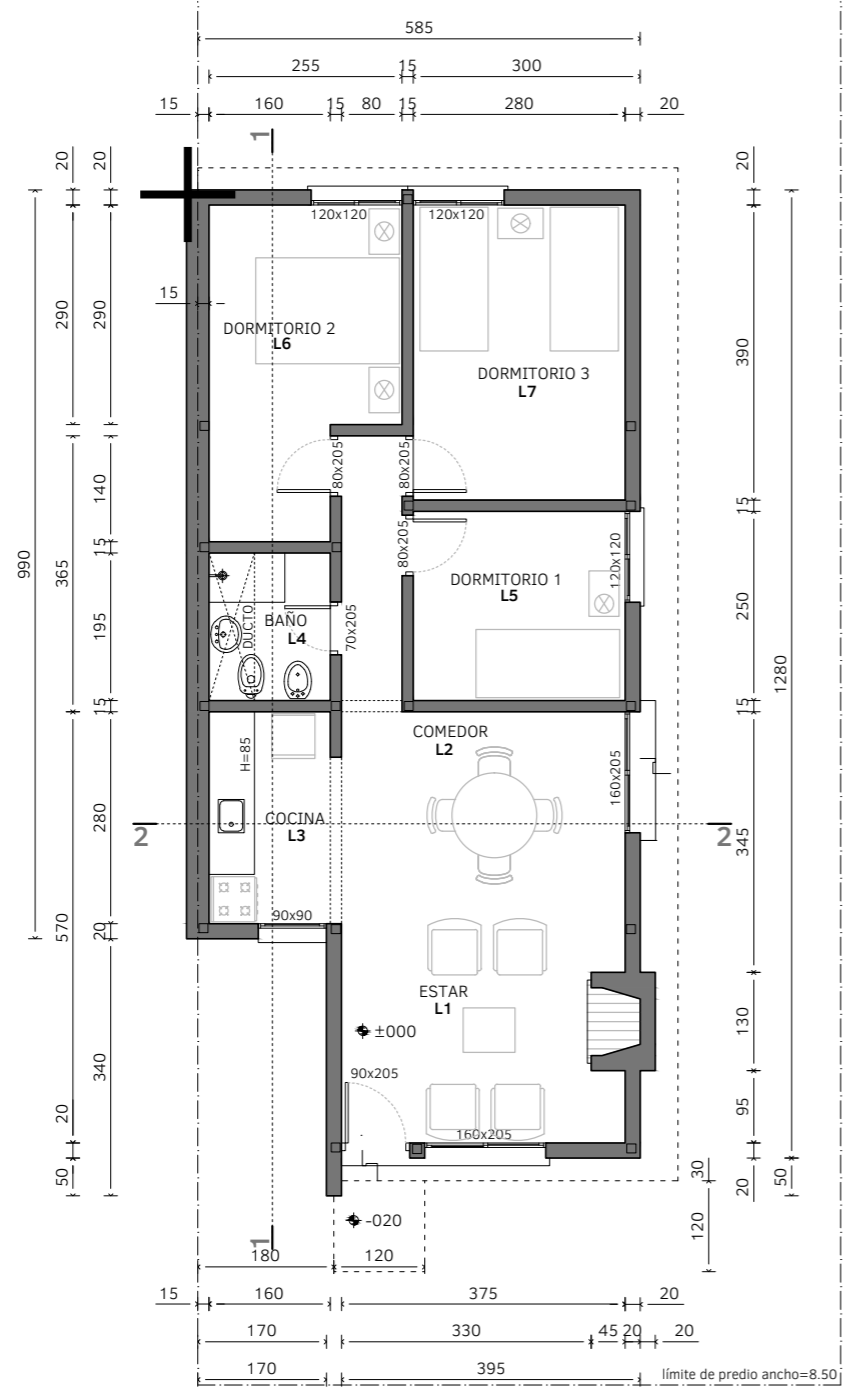 585
255 15 300
15 160 15 80 15 280 20
1
20 20 20
120x120 120x120
15
290 290 390
DORMITORIO 2
L6
DORMITORIO 3
L7
80x205 80x205
140
15
990 365
80x205
DORMITORIO 1
L5
120x120
15
195
DUCTO
BAÑO
L4
70x205
250
1280
15
15
COMEDOR
L2
H=85
160x205
280
COCINA
L3
2 2
345
90x90
570
20
ESTAR
L1
±000
130
340
90x205
95
20
160x205
50
30
20
50
-020
120
1
180 120
15 160 375 20
170 330 45 20 20
170 395
límite de predio ancho=8.50